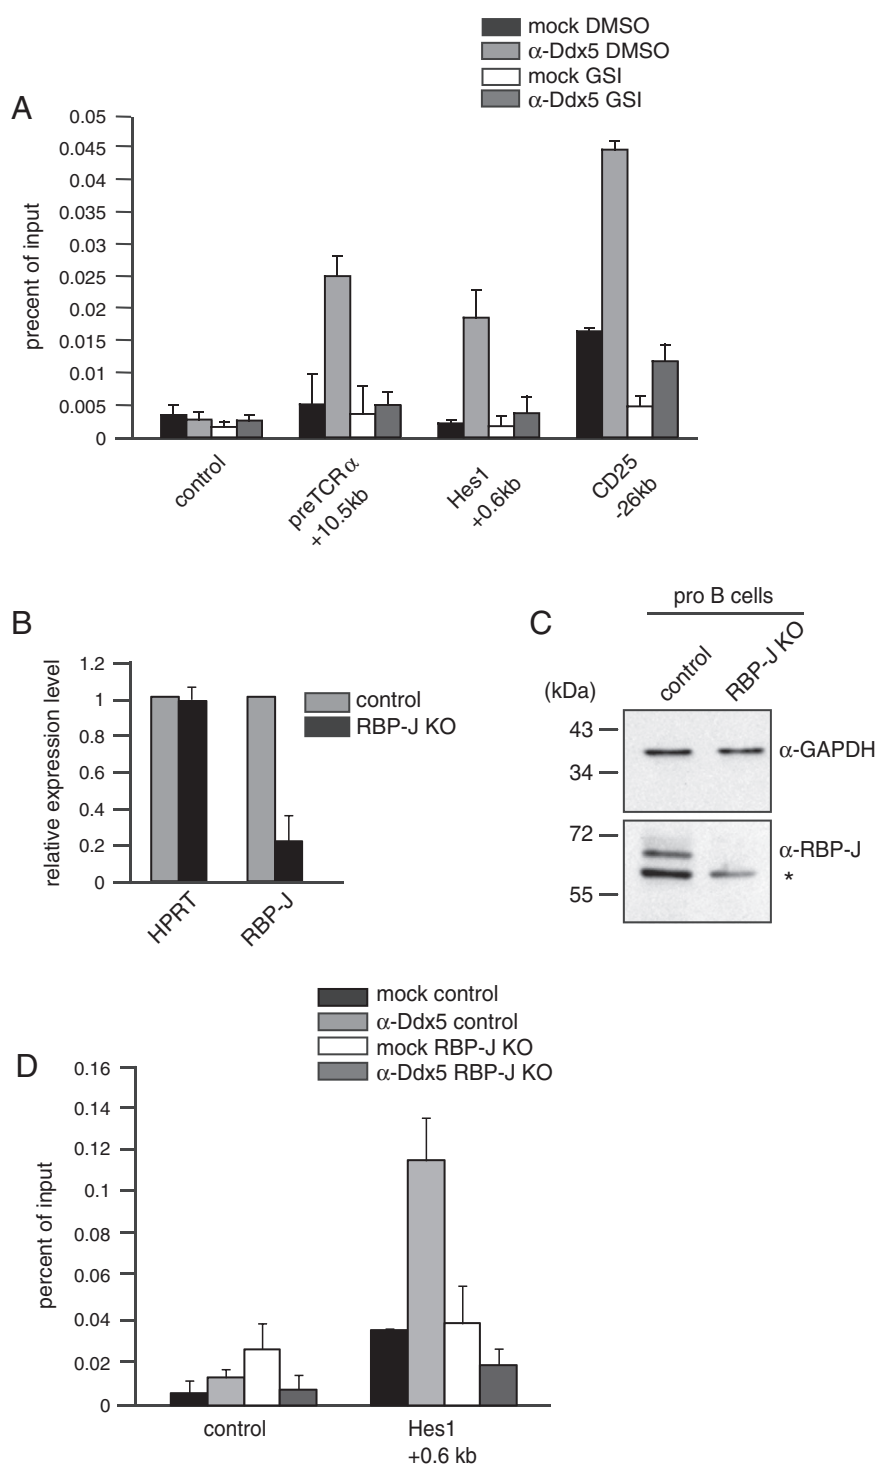 mock DMSO
α-Ddx5 DMSO
mock GSI
α-Ddx5 GSI
A
precent of input
0.05
0.045
0.04
0.035
0.03
0.025
0.02
0.015
0.01
0.005
0
control
preTCRα
+10.5kb
Hes1
+0.6kb
CD25
-26kb
B
relative expression level
1.2
1
0.8
0.6
0.4
0.2
0
control
RBP-J KO
HPRT
RBP-J
C
pro B cells
control
RBP-J KO
(kDa)
43
34
α-GAPDH
72
55
α-RBP-J
*
mock control
α-Ddx5 control
mock RBP-J KO
α-Ddx5 RBP-J KO
D
percent of input
0.16
0.14
0.12
0.1
0.08
0.06
0.04
0.02
0
control
Hes1
+0.6 kb